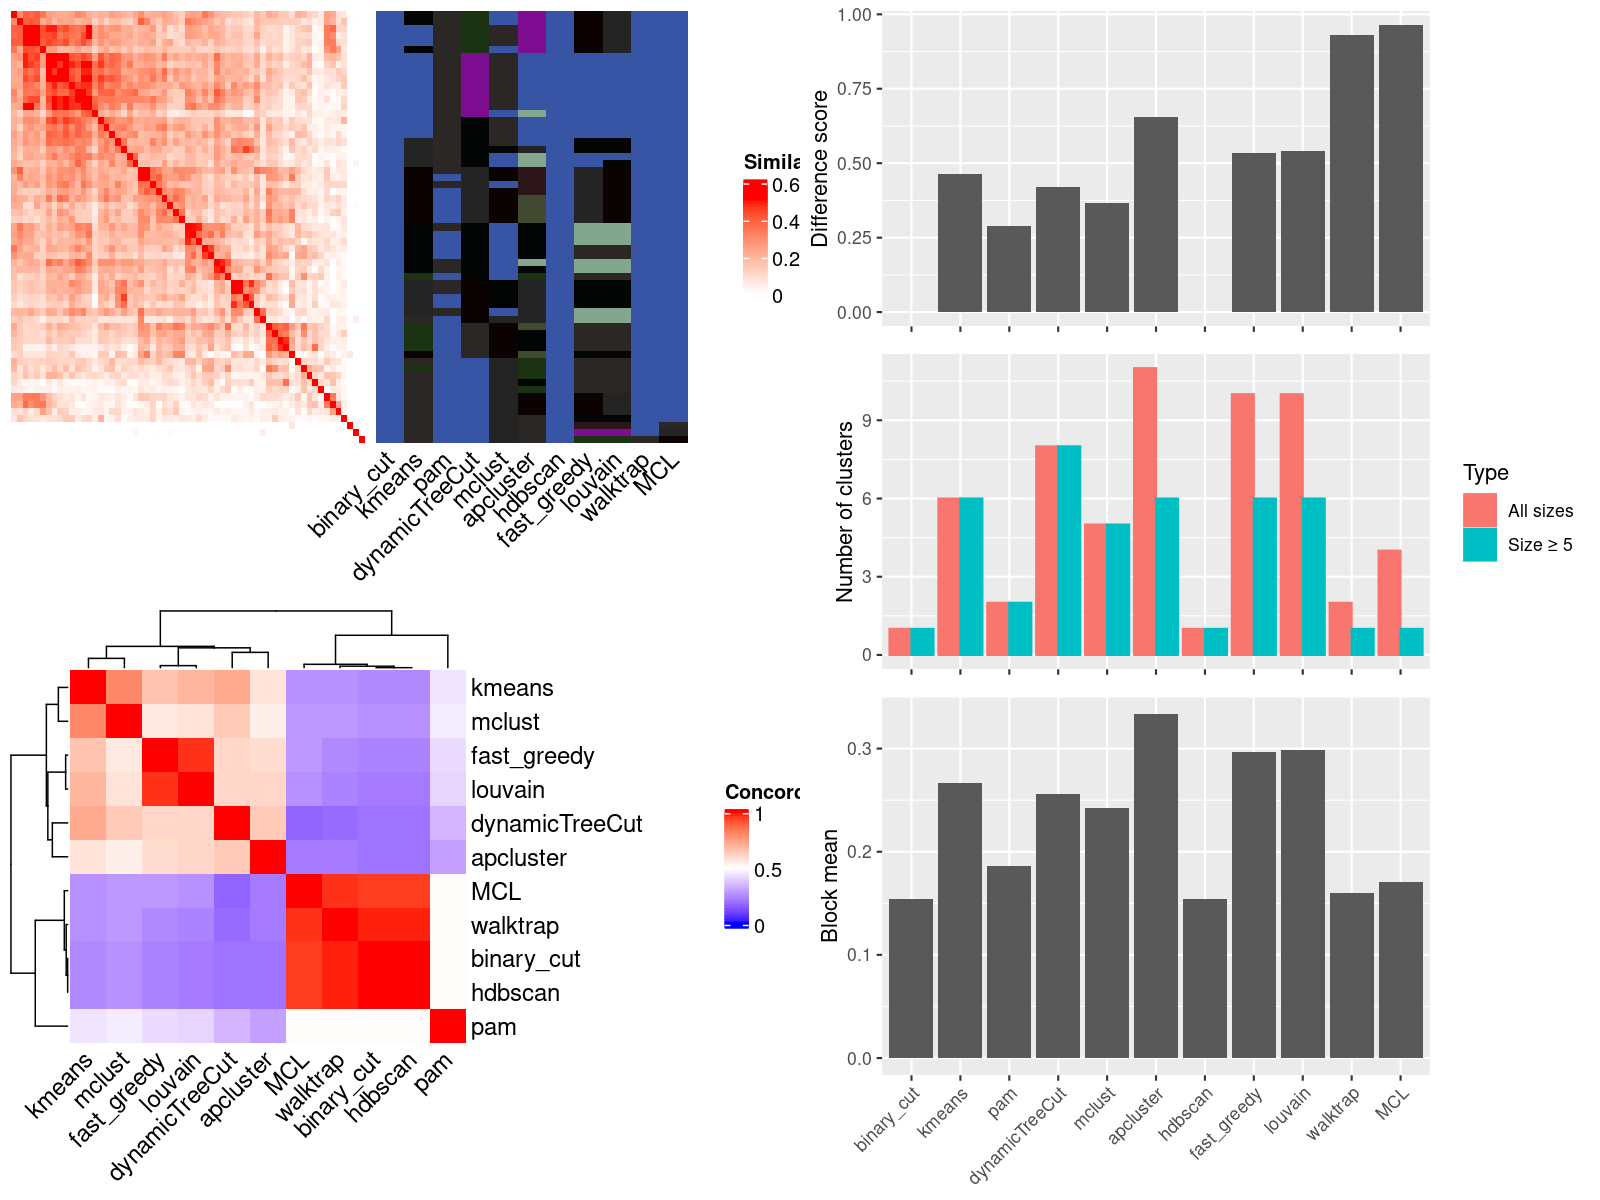 Simila
0.6
0.4
0.2
0
binary_cut
kmeans
pam
dynamicTreeCut
mclust
apcluster
hdbscan
fast_greedy
louvain
walktrap
MCL
kmeans
mclust
fast_greedy
louvain
dynamicTreeCut
apcluster
MCL
walktrap
binary_cut
hdbscan
pam
kmeans
mclust
fast_greedy
louvain
dynamicTreeCut
apcluster
MCL
walktrap
binary_cut
hdbscan
pam
Concord
1
0.5
0
Difference score
1.00
0.75
0.50
0.25
0.00
Number of clusters
9
6
3
0
Type
All sizes
Size ≥ 5
Block mean
0.3
0.2
0.1
0.0
binary_cut
kmeans
pam
dynamicTreeCut
mclust
apcluster
hdbscan
fast_greedy
louvain
walktrap
MCL